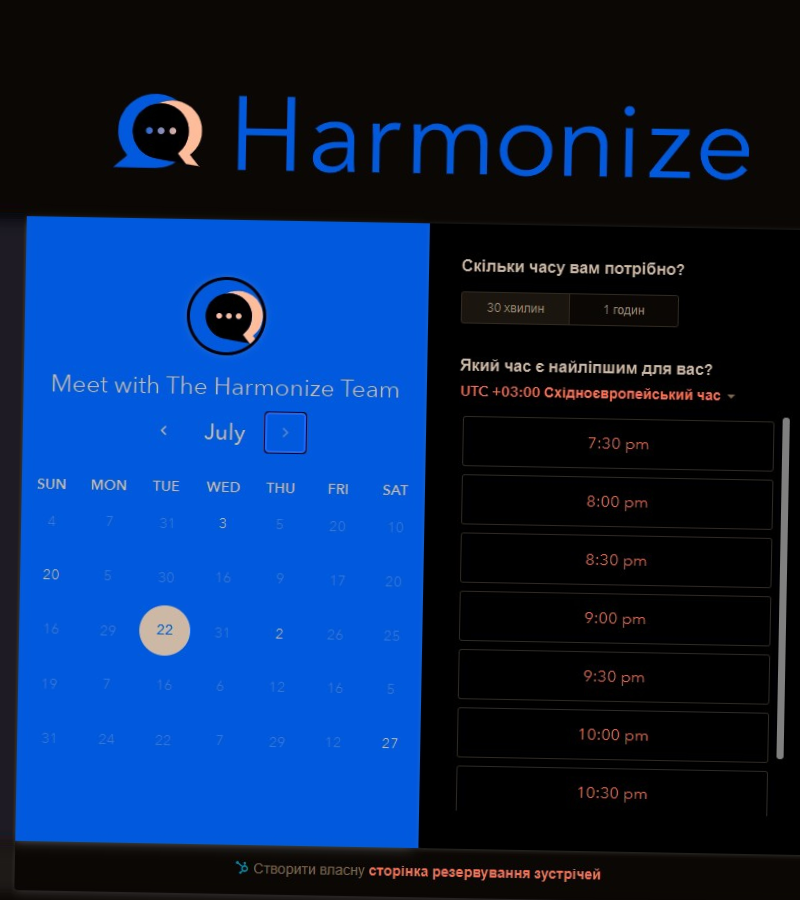 Harmonize
Meet with The Harmonize Team
July
SUN MON TUE WED THU FRI SAT
4 7 31 3 5 20 10
20 5 30 16 9 17 20
16 29 22 31 2 26 25
19 7 16 6 12 16 5
31 24 22 7 29 12 27
Скільки часу вам потрібно?
30 хвилин 1 годин
Який час є найліпшим для вас?
UTC +03:00 Східноєвропейський час
7:30 pm
8:00 pm
8:30 pm
9:00 pm
9:30 pm
10:00 pm
10:30 pm
Створити власну сторінка резервування зустрічей